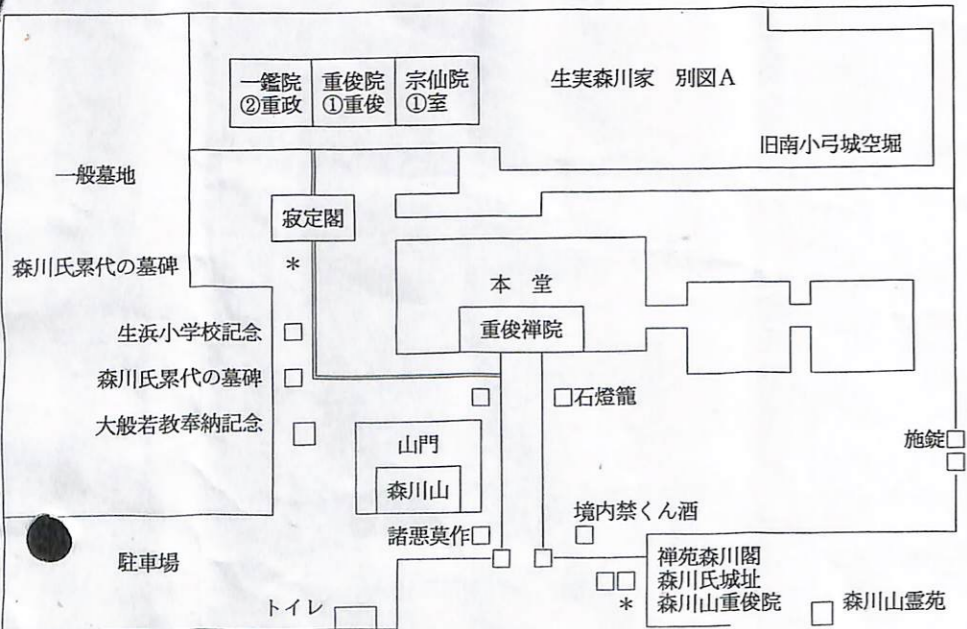 一鑑院
②重政
重俊院
①重俊
宗仙院
①室
生実森川家　別図A
旧南小弓城空堀
一般墓地
寂定閣
森川氏累代の墓碑
＊
本　堂
重俊禅院
生浜小学校記念
森川氏累代の墓碑
大般若教奉納記念
石燈籠
山門
森川山
施錠
諸悪莫作
境内禁くん酒
駐車場
禅苑森川閣
森川氏城址
＊
森川山重俊院
森川山霊苑
トイレ